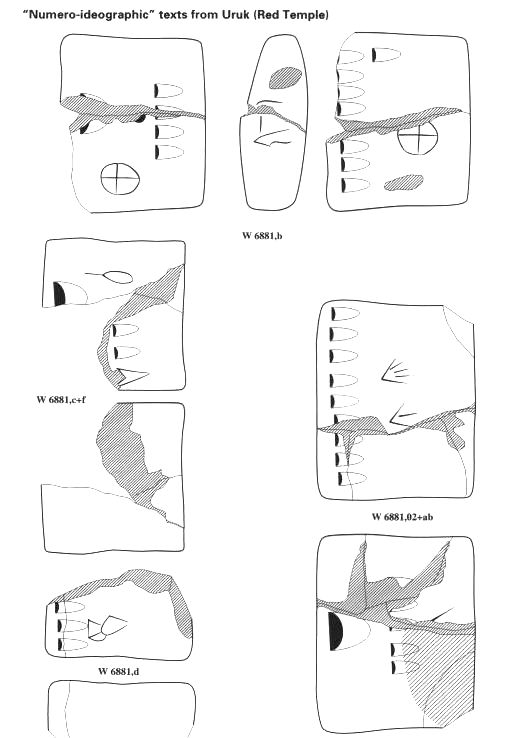 “Numero-ideographic” texts from Uruk (Red Temple)
W 6881,b
W 6881,c+f
W 6881,02+ab
W 6881,d